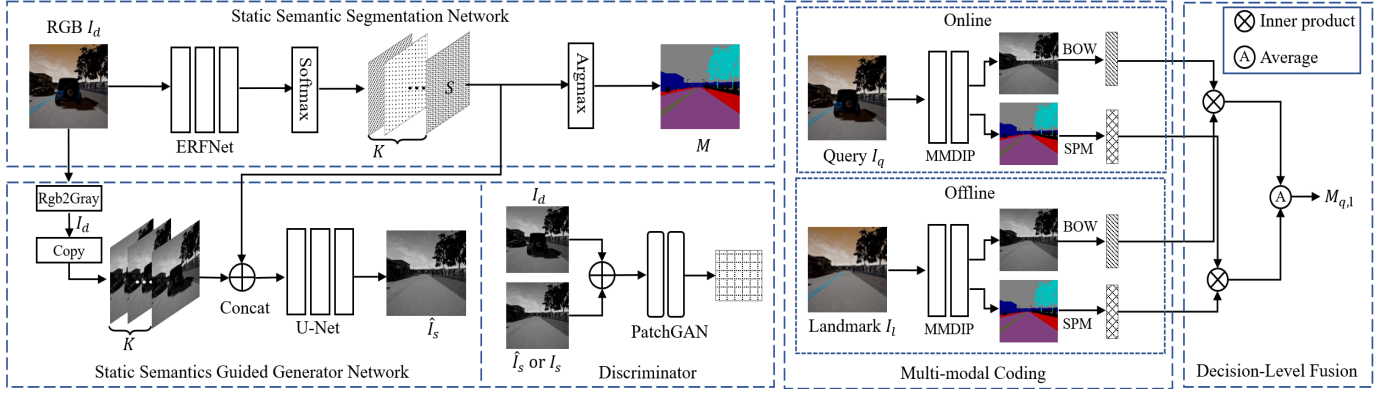 Static Semantic Segmentation Network
RGB I_d
ERFNet
Softmax
K
S
Argmax
M
Rgb2Gray
I_d
Copy
K
Concat
U-Net
Î_s
Static Semantics Guided Generator Network
I_d
Î_s or I_s
PatchGAN
Discriminator
Online
Query I_q
MMDIP
BOW
SPM
Offline
Landmark I_l
MMDIP
BOW
SPM
Multi-modal Coding
Inner product
A Average
A
M_{q,l}
Decision-Level Fusion